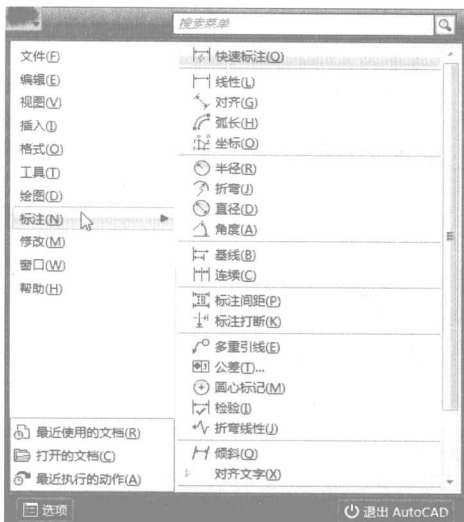 搜索菜单
文件(F)
编辑(E)
视图(V)
插入(I)
格式(O)
工具(T)
绘图(D)
标注(N)
修改(M)
窗口(W)
帮助(H)
最近使用的文档(R)
打开的文档(C)
最近执行的动作(A)
快速标注(Q)
线性(L)
对齐(G)
弧长(H)
坐标(O)
半径(R)
折弯(J)
直径(D)
角度(A)
基线(B)
连续(C)
标注间距(P)
标注打断(K)
多重引线(E)
公差(T)...
圆心标记(M)
检验(I)
折弯线性(J)
倾斜(Q)
对齐文字(X)
选项
退出 AutoCAD